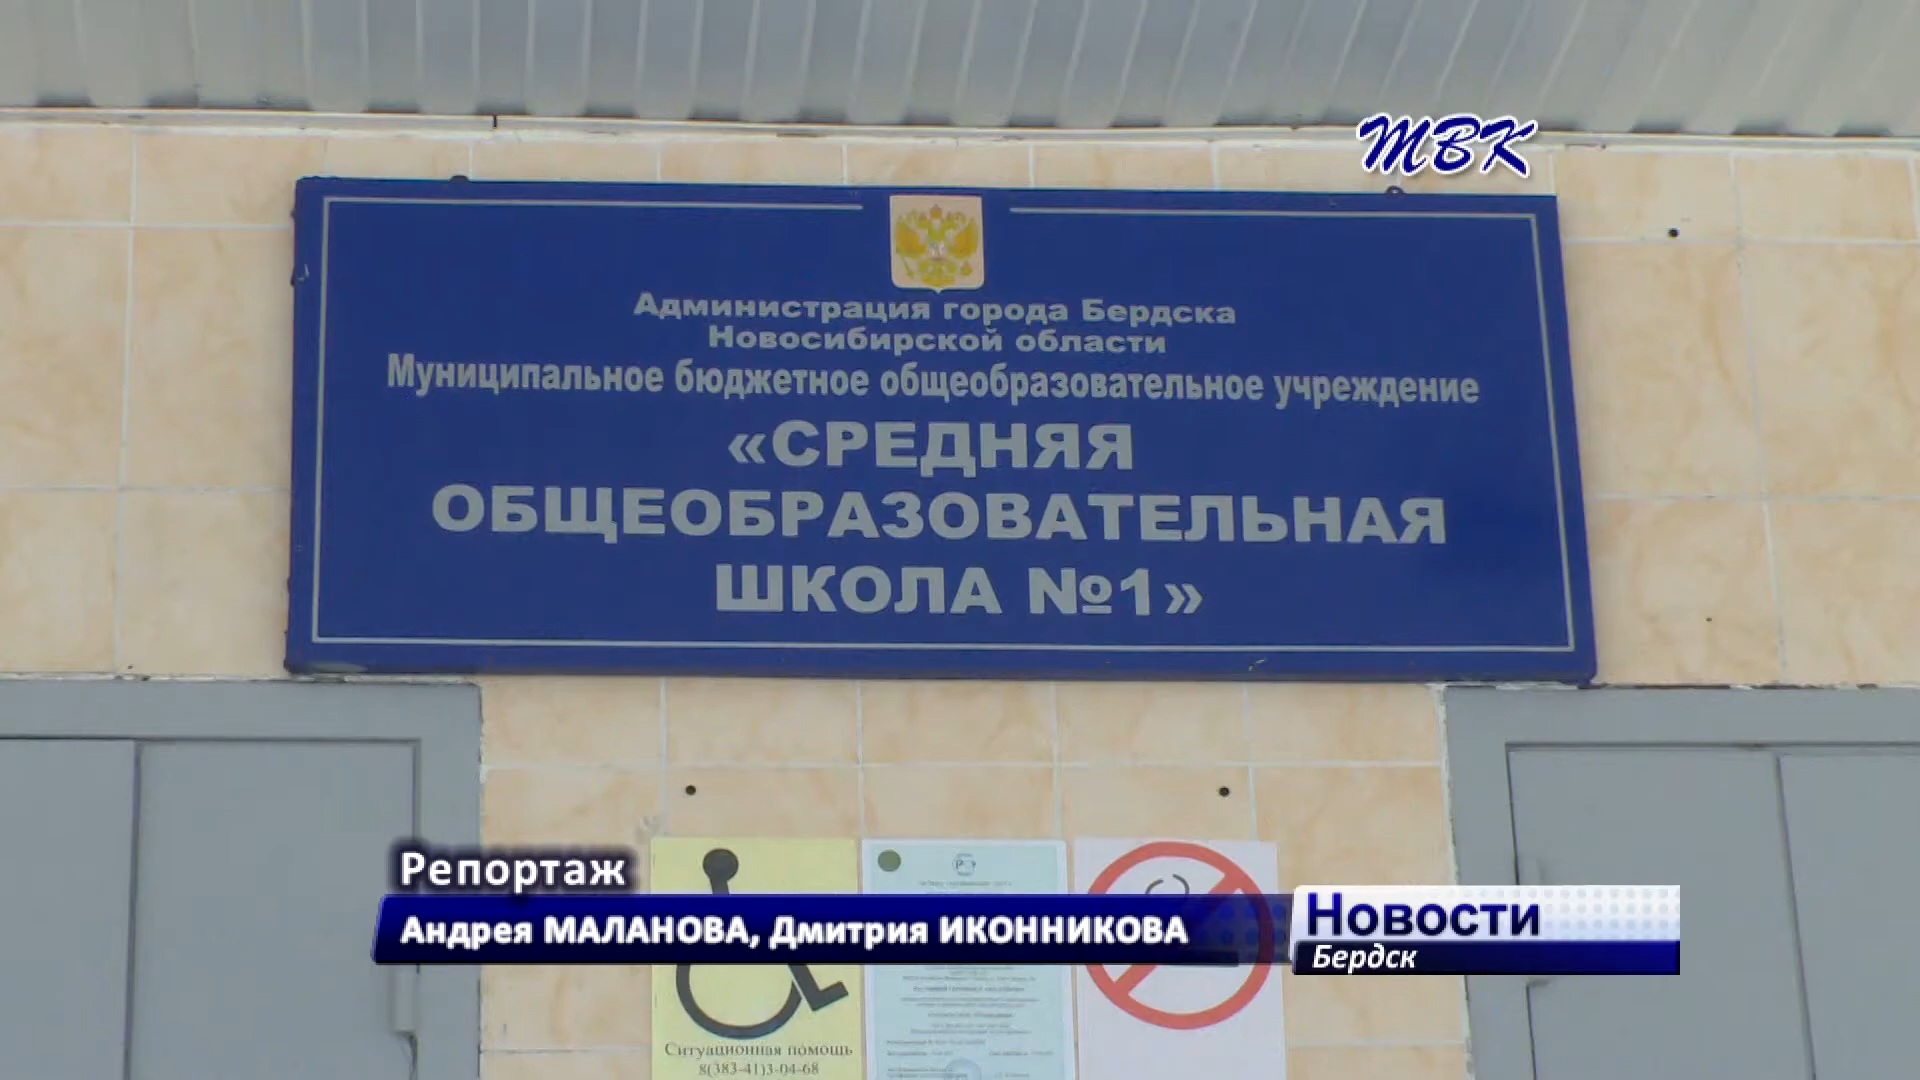 ТВК
Администрация города Бердска
Новосибирской области
Муниципальное бюджетное общеобразовательное учреждение
«СРЕДНЯЯ
ОБЩЕОБРАЗОВАТЕЛЬНАЯ
ШКОЛА №1»
Репортаж
Андрея МАЛАНОВА, Дмитрия ИКОННИКОВА
Новости
Бердск
Ситуационная помощь
8(383-41)3-04-68